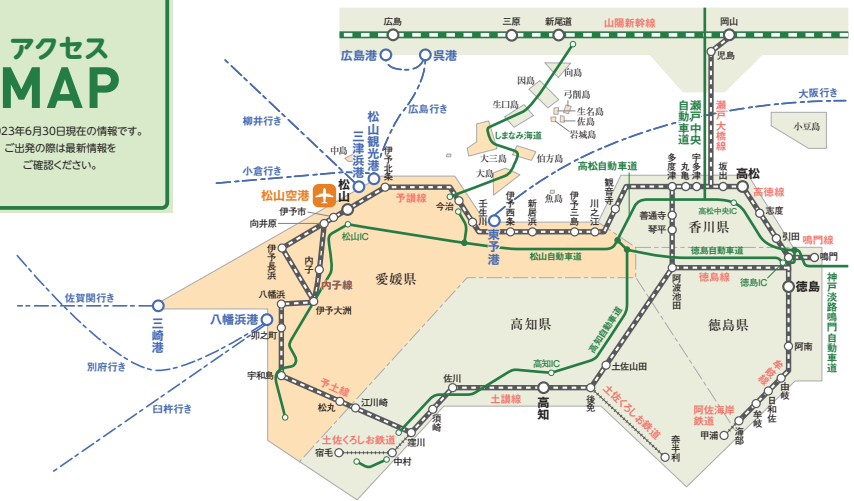 アクセス
MAP
23年6月30日現在の情報です。
ご出発の際は最新情報を
ご確認ください。
広島
三原
新尾道
山陽新幹線
岡山
児島
広島港
呉港
柳井行き
小倉行き
広島行き
大阪行き
佐賀関行き
別府行き
臼杵行き
松山観光港
三津浜港
中島
伊予北条
松山空港
松山
伊予市
向井原
因島
向島
生口島
弓削島
生名島
佐島
岩城島
しまなみ海道
大三島
伯方島
大島
魚島
小豆島
瀬戸中央
自動車道
瀬戸大橋線
高松自動車道
予讃線
今治
壬生川
東予港
伊予西条
新居浜
伊予三島
川之江
観音寺
多度津
丸亀
宇多津
坂出
高松
高徳線
志度
引田
鳴門線
鳴門
高松中央IC
善通寺
琴平
香川県
松山IC
松山自動車道
徳島自動車道
徳島線
徳島IC
徳島
神戸淡路鳴門自動車道
伊予長浜
内子
内子線
愛媛県
八幡浜
八幡浜港
伊予大洲
三崎港
卯之町
宇和島
予土線
松丸
江川崎
土佐くろしお鉄道
宿毛
中村
窪川
須崎
佐川
土讃線
高知IC
高知
高知県
高知自動車道
阿波池田
土佐山田
後免
土佐くろしお鉄道
奈半利
徳島県
阿南
牟岐線
由岐
日和佐
牟岐
海部
阿佐海岸
鉄道
甲浦